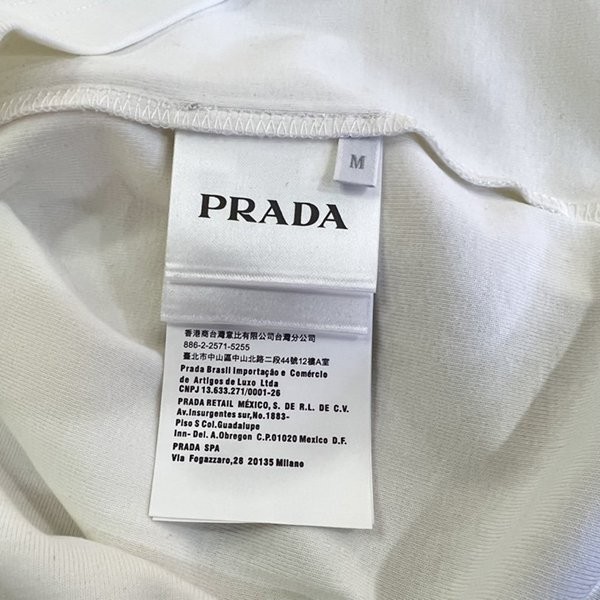 M
PRADA
香港商台灣意比有限公司台灣分公司
886-2-2571-5255
臺北市中山區中山北路二段44號12樓A室
Prada Brasil Importação e Comércio
de Artigos de Luxo Ltda
CNPJ 13.633.271/0001-26
PRADA RETAIL MÉXICO, S. DE R.L. DE C.V.
Av.Insurgentes sur,No.1883-
Piso S Col.Guadalupe
Inn- Del. A.Obregon C.P.01020 Mexico D.F.
PRADA SPA
Via Fogazzaro,28 20135 Milano